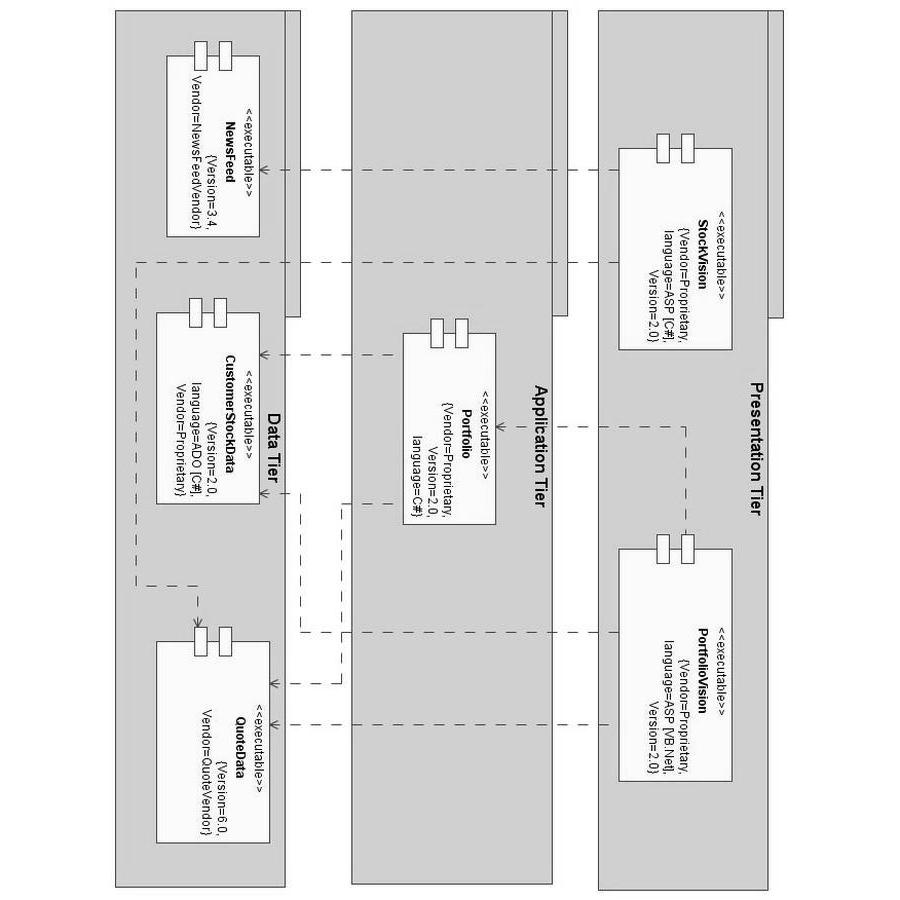 Presentation Tier
<<executable>>
StockVision
{Vendor=Proprietary,
language=ASP [C#],
Version=2.0}
<<executable>>
PortfolioVision
{Vendor=Proprietary,
language=ASP [VB.Net],
Version=2.0}
Application Tier
<<executable>>
Portfolio
{Vendor=Proprietary,
Version=2.0,
language=C#}
Data Tier
<<executable>>
NewsFeed
{Version=3.4,
Vendor=NewsFeedVendor}
<<executable>>
CustomerStockData
{Version=2.0,
language=ADO [C#],
Vendor=Proprietary}
<<executable>>
QuoteData
{Version=6.0,
Vendor=QuoteVendor}